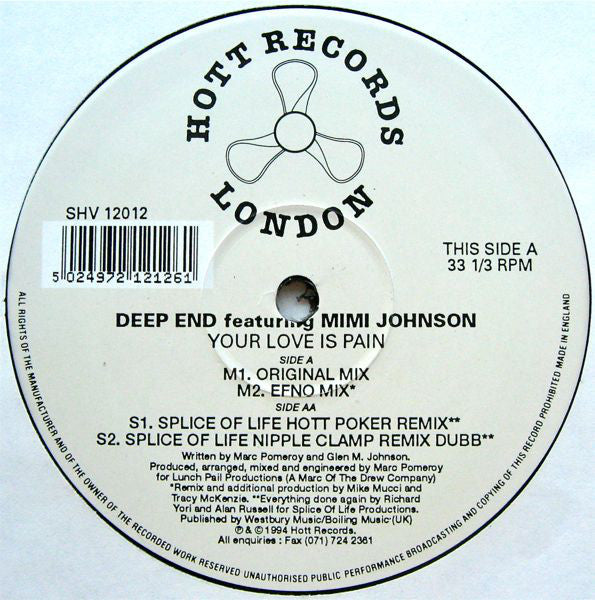 HOTT RECORDS
LONDON
SHV 12012
5 024972 121261
THIS SIDE A
33 1/3 RPM
DEEP END featuring MIMI JOHNSON
YOUR LOVE IS PAIN
SIDE A
M1. ORIGINAL MIX
M2. EFNO MIX*
SIDE AA
S1. SPLICE OF LIFE HOTT POKER REMIX**
S2. SPLICE OF LIFE NIPPLE CLAMP REMIX DUBB**
Written by Marc Pomeroy and Glen M. Johnson.
Produced, arranged, mixed and engineered by Marc Pomeroy
for Lunch Pail Productions (A Marc Of The Drew Company)
*Remix and additional production by Mike Mucci and
Tracy McKenzie. **Everything done again by Richard
Yori and Alan Russell for Splice Of Life Productions.
Published by Westbury Music/Boiling Music (UK)
℗ & © 1994 Hott Records.
All enquiries : Fax (071) 724 2361
ALL RIGHTS OF THE MANUFACTURER AND OF THE OWNER OF THE RECORDED WORK RESERVED UNAUTHORISED PUBLIC PERFORMANCE BROADCASTING AND COPYING OF THIS RECORD PROHIBITED MADE IN ENGLAND